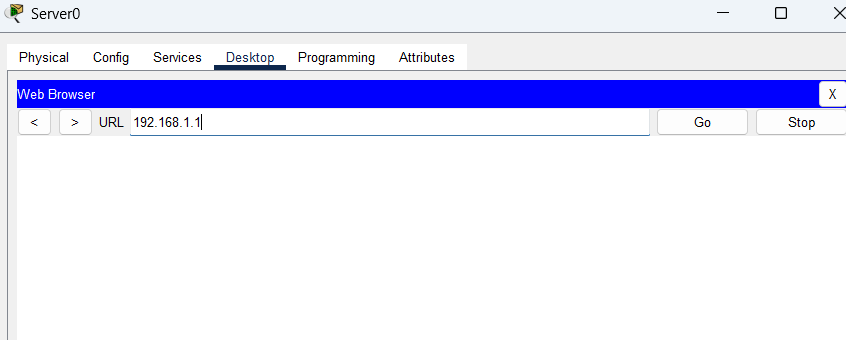 Server0
Physical Config Services Desktop Programming Attributes
Web Browser X
< > URL 192.168.1.1 Go Stop